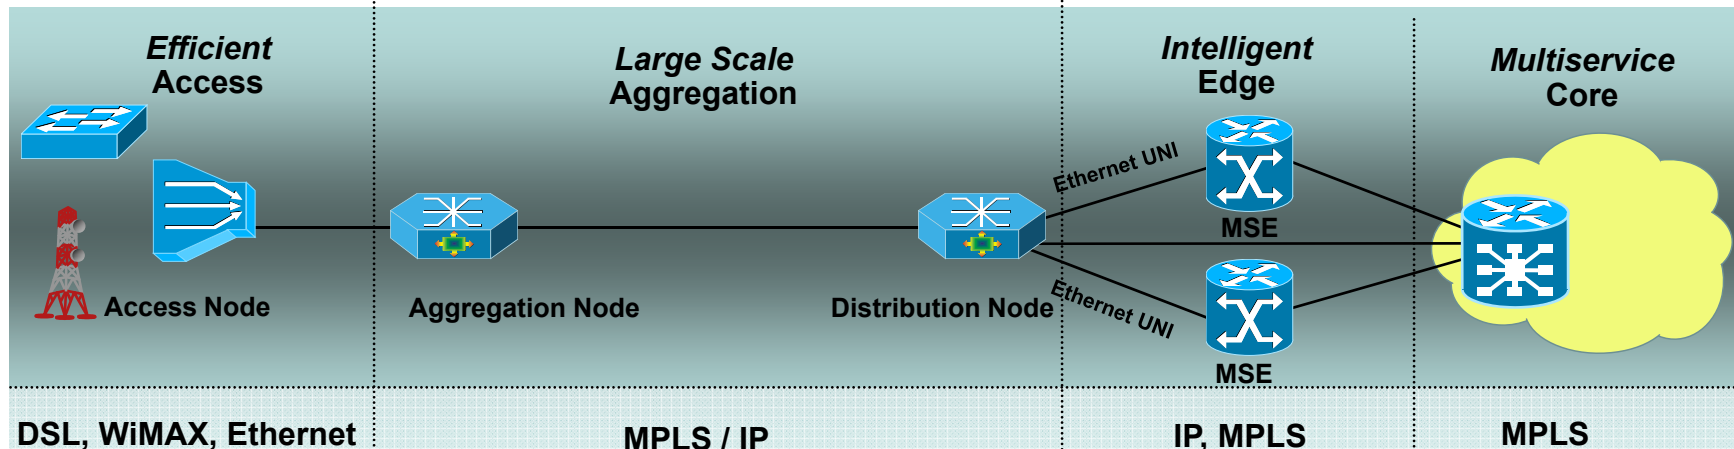 Efficient
Access
Large Scale
Aggregation
Intelligent
Edge
Multiservice
Core
Ethernet UNI
MSE
Access Node
Aggregation Node
Distribution Node
Ethernet UNI
MSE
DSL, WiMAX, Ethernet
MPLS / IP
IP, MPLS
MPLS